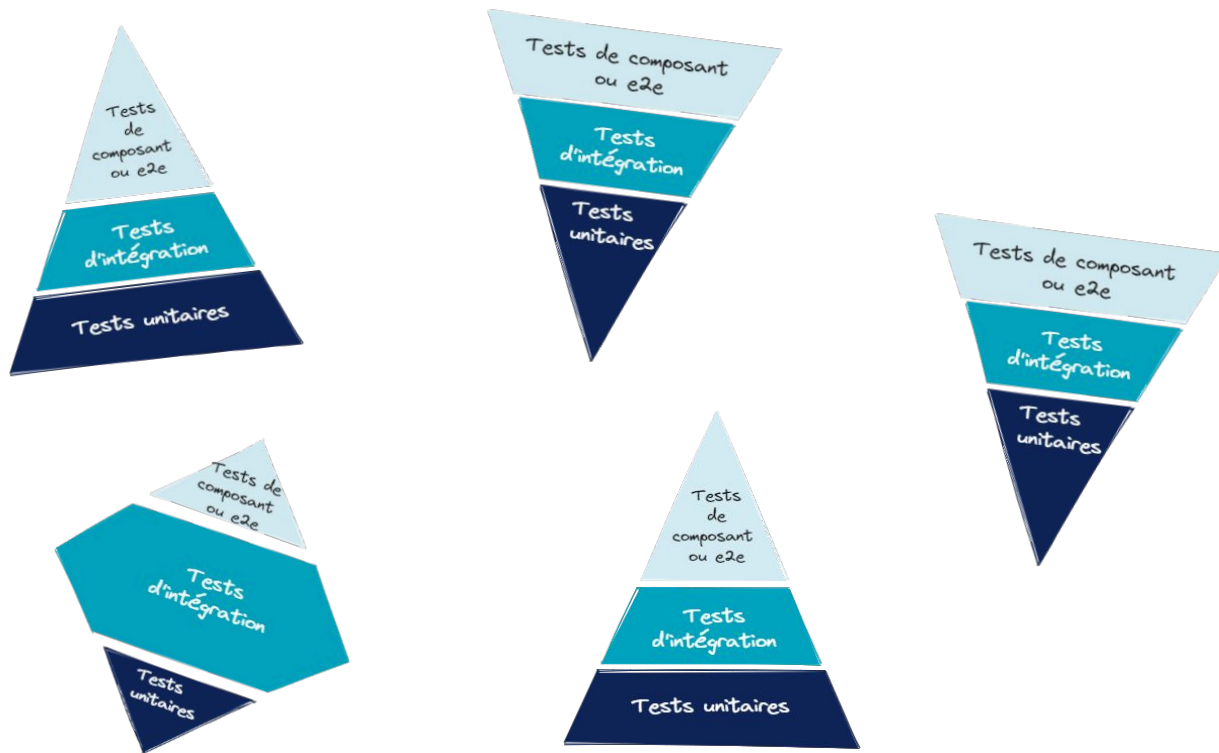 Tests
de
composant
ou e2e
Tests
d'intégration
Tests unitaires
Tests de composant
ou e2e
Tests
d'intégration
Tests
unitaires
Tests de composant
ou e2e
Tests
d'intégration
Tests
unitaires
Tests de
composant
ou e2e
Tests
d'intégration
Tests
unitaires
Tests
de
composant
ou e2e
Tests
d'intégration
Tests unitaires